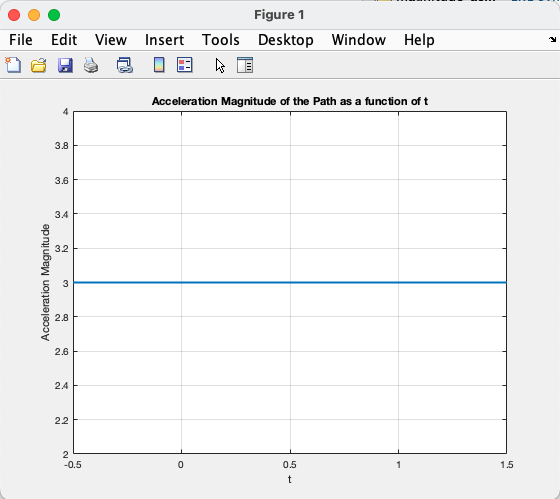 Figure 1
File Edit View Insert Tools Desktop Window Help
Acceleration Magnitude of the Path as a function of t
Acceleration Magnitude
4
3.8
3.6
3.4
3.2
3
2.8
2.6
2.4
2.2
2
-0.5 0 0.5 1 1.5
t